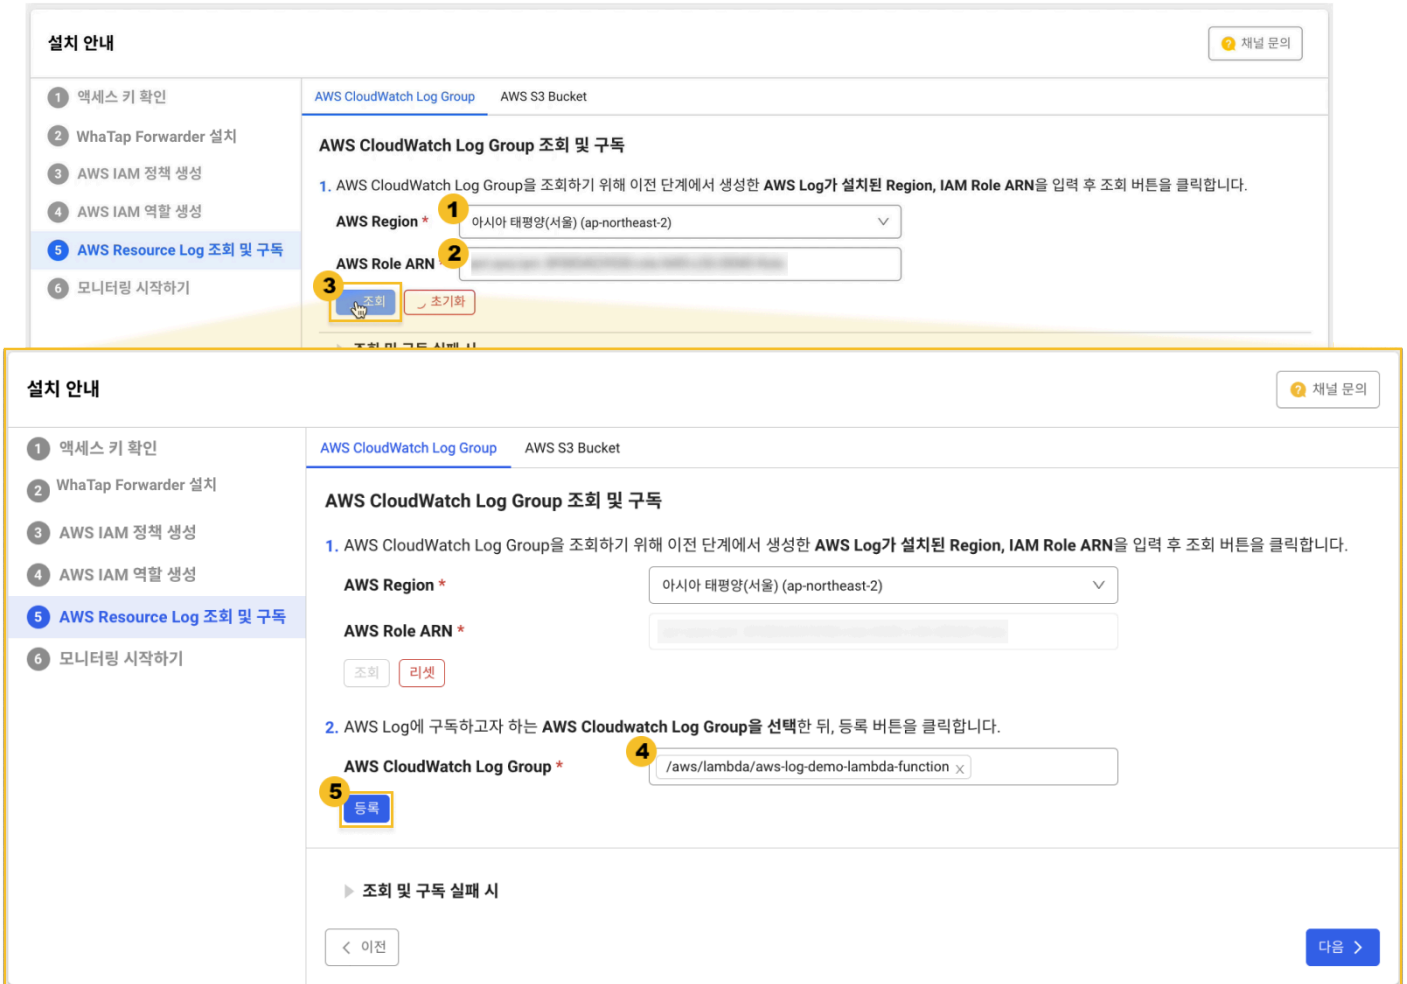 설치 안내
채널 문의
1 액세스 키 확인
2 WhaTap Forwarder 설치
3 AWS IAM 정책 생성
4 AWS IAM 역할 생성
5 AWS Resource Log 조회 및 구독
6 모니터링 시작하기
AWS CloudWatch Log Group AWS S3 Bucket
AWS CloudWatch Log Group 조회 및 구독
1. AWS CloudWatch Log Group을 조회하기 위해 이전 단계에서 생성한 AWS Log가 설치된 Region, IAM Role ARN을 입력 후 조회 버튼을 클릭합니다.
AWS Region * 1 아시아 태평양(서울) (ap-northeast-2)
AWS Role ARN 2
3 조회 초기화
조회 및 구독 실패 시
설치 안내
? 채널 문의
1 액세스 키 확인
2 WhaTap Forwarder 설치
3 AWS IAM 정책 생성
4 AWS IAM 역할 생성
5 AWS Resource Log 조회 및 구독
6 모니터링 시작하기
AWS CloudWatch Log Group AWS S3 Bucket
AWS CloudWatch Log Group 조회 및 구독
1. AWS CloudWatch Log Group을 조회하기 위해 이전 단계에서 생성한 AWS Log가 설치된 Region, IAM Role ARN을 입력 후 조회 버튼을 클릭합니다.
AWS Region * 아시아 태평양(서울) (ap-northeast-2)
AWS Role ARN *
조회 리셋
2. AWS Log에 구독하고자 하는 AWS Cloudwatch Log Group을 선택한 뒤, 등록 버튼을 클릭합니다.
AWS CloudWatch Log Group * 4 /aws/lambda/aws-log-demo-lambda-function x
5 등록
조회 및 구독 실패 시
< 이전
다음 >